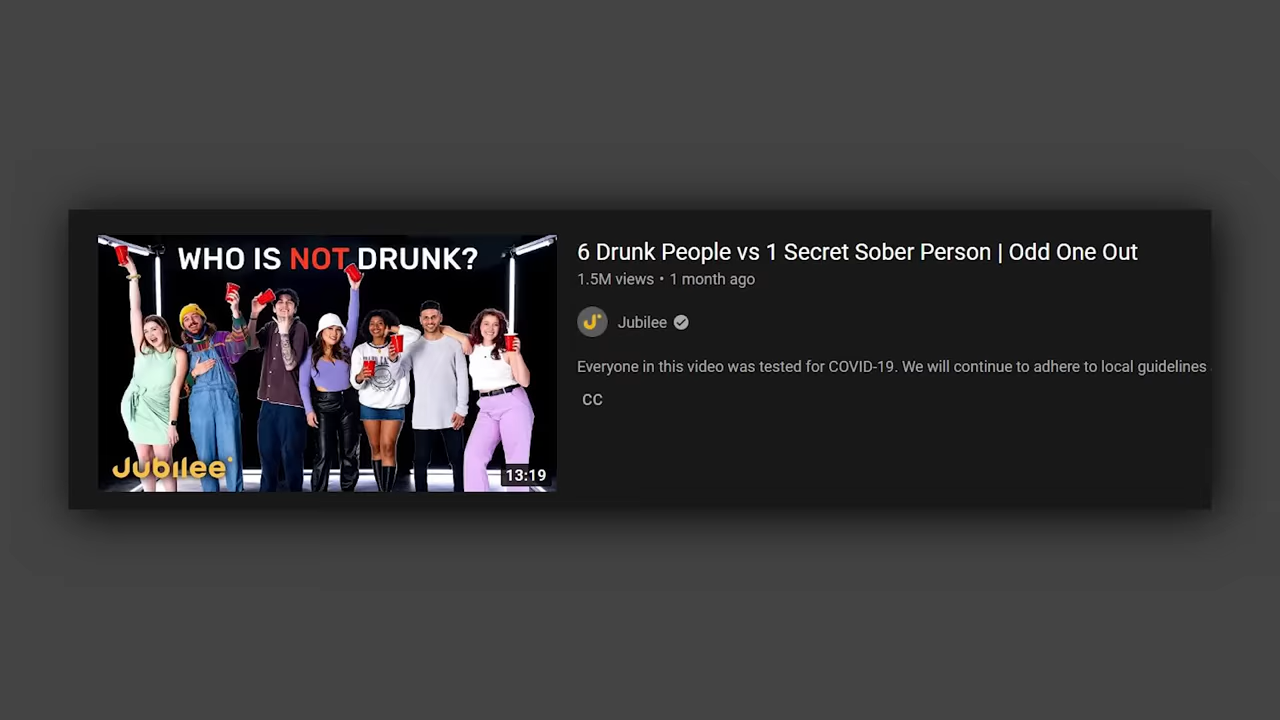 WHO IS NOT DRUNK?
Jubilee
13:19
6 Drunk People vs 1 Secret Sober Person | Odd One Out
1.5M views • 1 month ago
Jubilee
Everyone in this video was tested for COVID-19. We will continue to adhere to local guidelines
CC